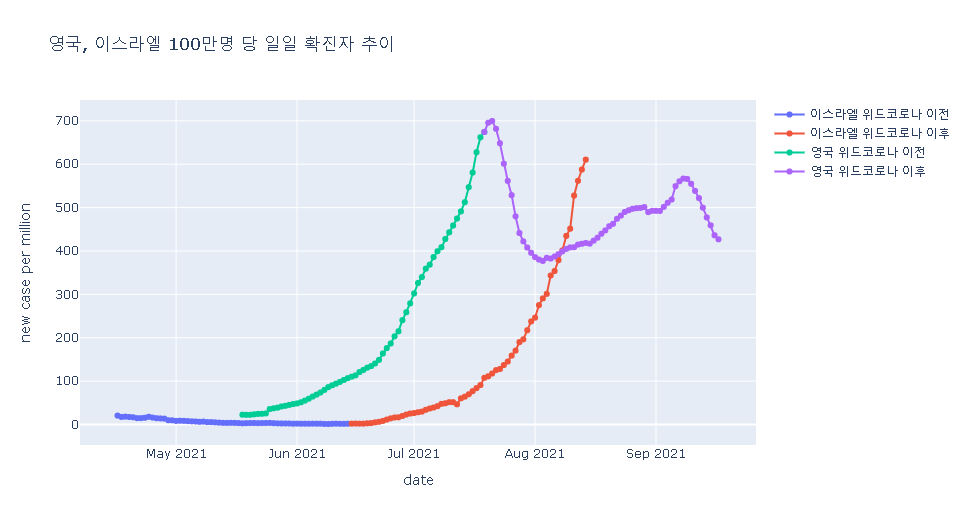 영국, 이스라엘 100만명 당 일일 확진자 추이
이스라엘 위드코로나 이전
이스라엘 위드코로나 이후
영국 위드코로나 이전
영국 위드코로나 이후
700
600
500
400
300
200
100
0
new case per million
May 2021 Jun 2021 Jul 2021 Aug 2021 Sep 2021
date